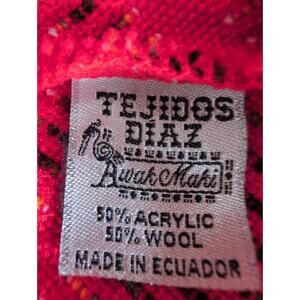 TEJIDOS
DIAZ
Awak Maki
50% ACRYLIC
50% WOOL
MADE IN ECUADOR